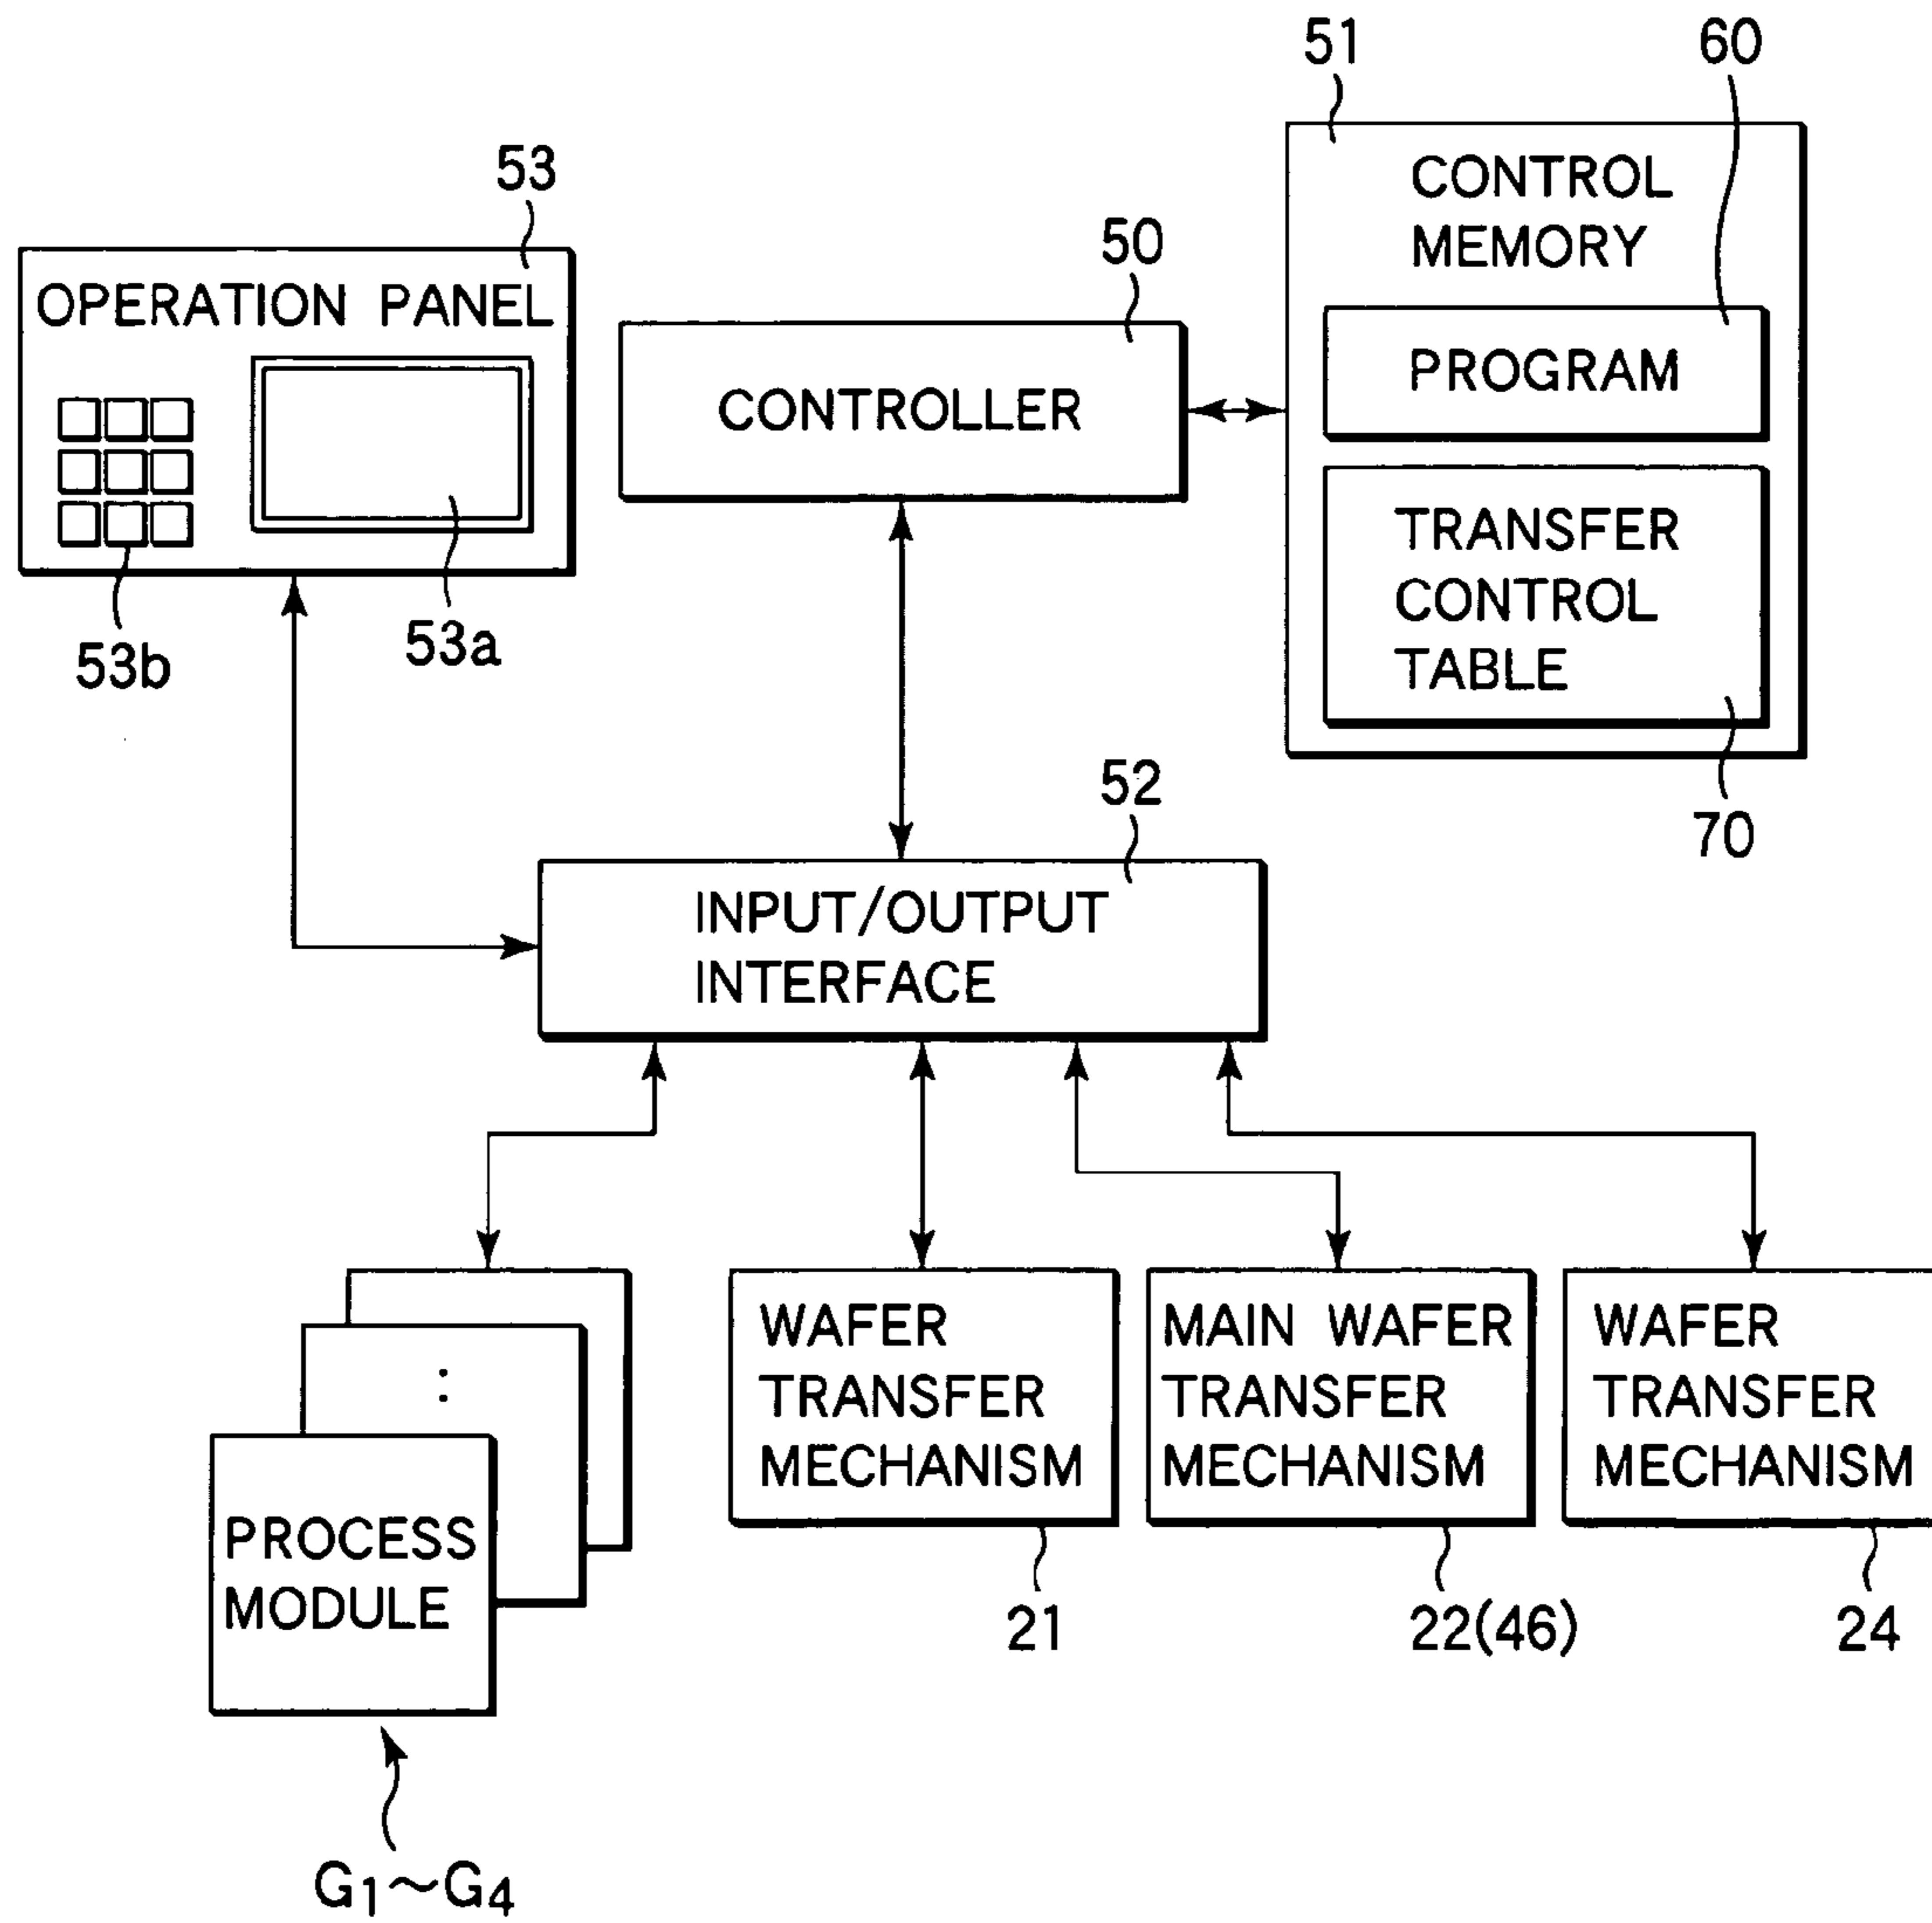 51
60
CONTROL
MEMORY
53
50
OPERATION PANEL
PROGRAM
CONTROLLER
TRANSFER
CONTROL
TABLE
53b
53a
52
70
INPUT/OUTPUT
INTERFACE
WAFER
TRANSFER
MECHANISM
MAIN WAFER
TRANSFER
MECHANISM
WAFER
TRANSFER
MECHANISM
:
PROCESS
MODULE
21
22(46)
24
G1~G4